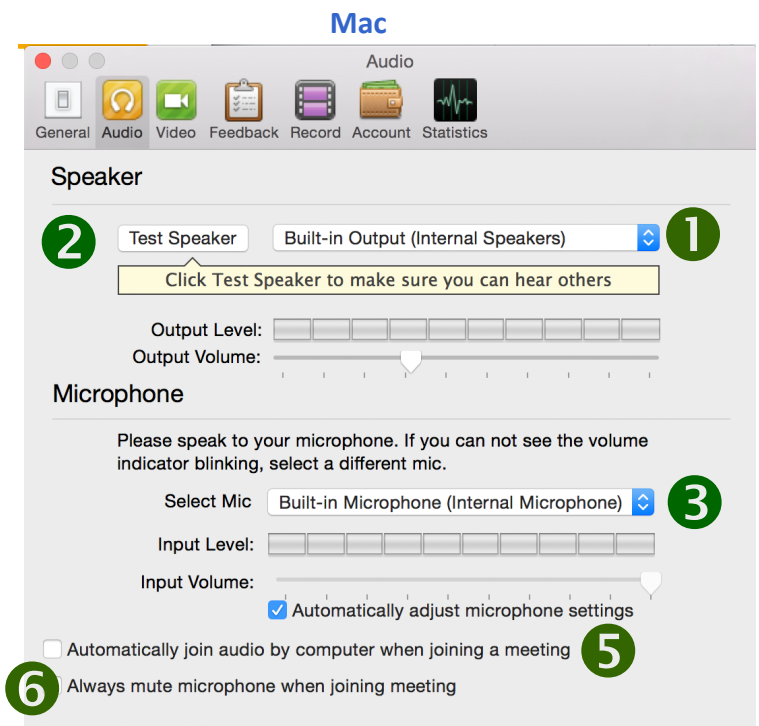 Mac
Audio
General Audio Video Feedback Record Account Statistics
Speaker
2 Test Speaker Built-in Output (Internal Speakers) 1
Click Test Speaker to make sure you can hear others
Output Level:
Output Volume:
Microphone
Please speak to your microphone. If you can not see the volume
indicator blinking, select a different mic.
Select Mic Built-in Microphone (Internal Microphone) 3
Input Level:
Input Volume:
Automatically adjust microphone settings
Automatically join audio by computer when joining a meeting 5
6 Always mute microphone when joining meeting